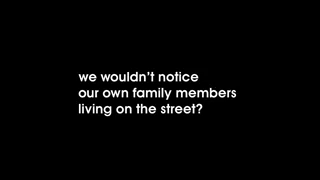 we wouldn't notice
our own family members
living on the street?